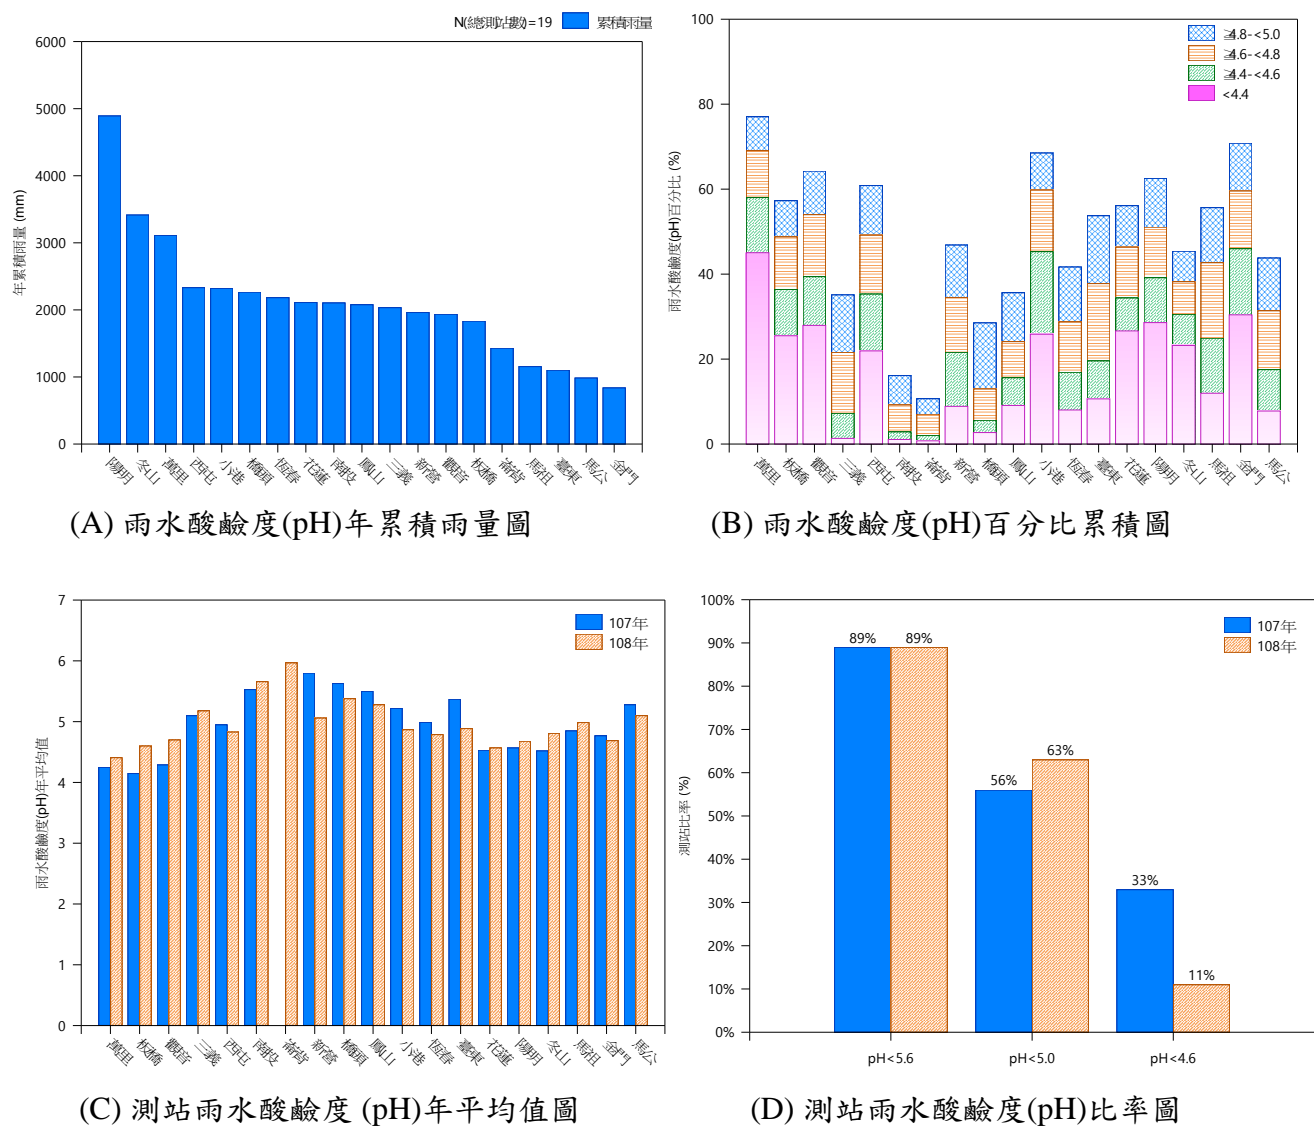 N(總測站數)=19 累積雨量
6000
5000
4000
3000
2000
1000
0
年累積雨量 (mm)
陽明 冬山 萬里 西屯 小港 橋頭 恆春 花蓮 南投 鳳山 三義 新營 觀音 板橋 崙背 馬祖 臺東 馬公 金門
(A) 雨水酸鹼度(pH)年累積雨量圖
≧4.8-<5.0
≧4.6-<4.8
≧4.4-<4.6
<4.4
100
80
60
40
20
0
雨水酸鹼度(pH)百分比 (%)
萬里 板橋 觀音 三義 西屯 南投 崙背 新營 橋頭 鳳山 小港 恆春 臺東 花蓮 陽明 冬山 馬祖 金門 馬公
(B) 雨水酸鹼度(pH)百分比累積圖
107年
108年
7
6
5
4
3
2
1
0
雨水酸鹼度(pH)年平均值
萬里 板橋 觀音 三義 西屯 南投 崙背 新營 橋頭 鳳山 小港 恆春 臺東 花蓮 陽明 冬山 馬祖 金門 馬公
(C) 測站雨水酸鹼度 (pH)年平均值圖
107年
108年
100%
90%
80%
70%
60%
50%
40%
30%
20%
10%
0%
測站比率 (%)
89% 89%
56% 63%
33% 11%
pH<5.6 pH<5.0 pH<4.6
(D) 測站雨水酸鹼度(pH)比率圖